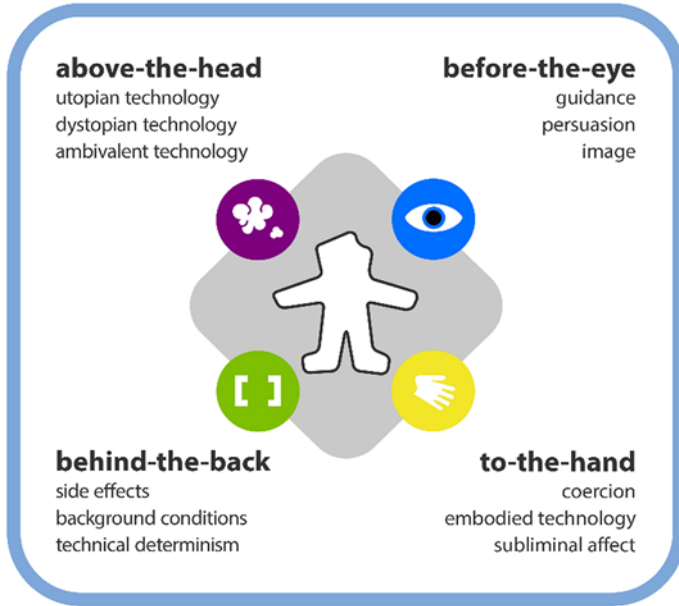 above-the-head
utopian technology
dystopian technology
ambivalent technology
before-the-eye
guidance
persuasion
image
[ ]
behind-the-back
side effects
background conditions
technical determinism
to-the-hand
coercion
embodied technology
subliminal affect